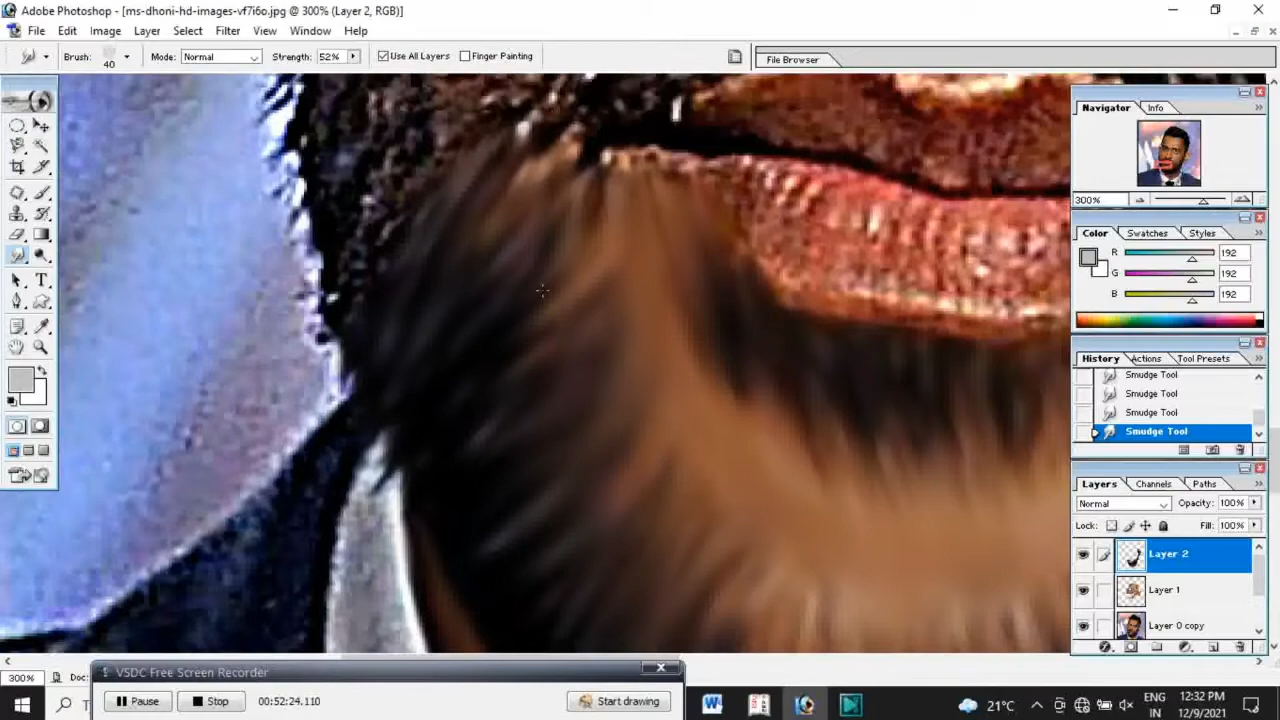 Adobe Photoshop - [ms-dhoni-hd-images-vf7i6o.jpg @ 300% (Layer 2, RGB)]
File Edit Image Layer Select Filter View Window Help
Brush: 40 Mode: Normal Strength: 52% Use All Layers Finger Painting
File Browser
Navigator Info
300%
Color Swatches Styles
R 192
G 192
B 192
History Actions Tool Presets
Smudge Tool
Smudge Tool
Smudge Tool
Smudge Tool
Layers Channels Paths
Normal Opacity: 100%
Lock: Fill: 100%
Layer 2
Layer 1
Layer 0 copy
300% Doc:
VSDC Free Screen Recorder
Pause Stop 00:52:24.110 Start drawing
21°C
ENG
IN
12:32 PM
12/9/2021